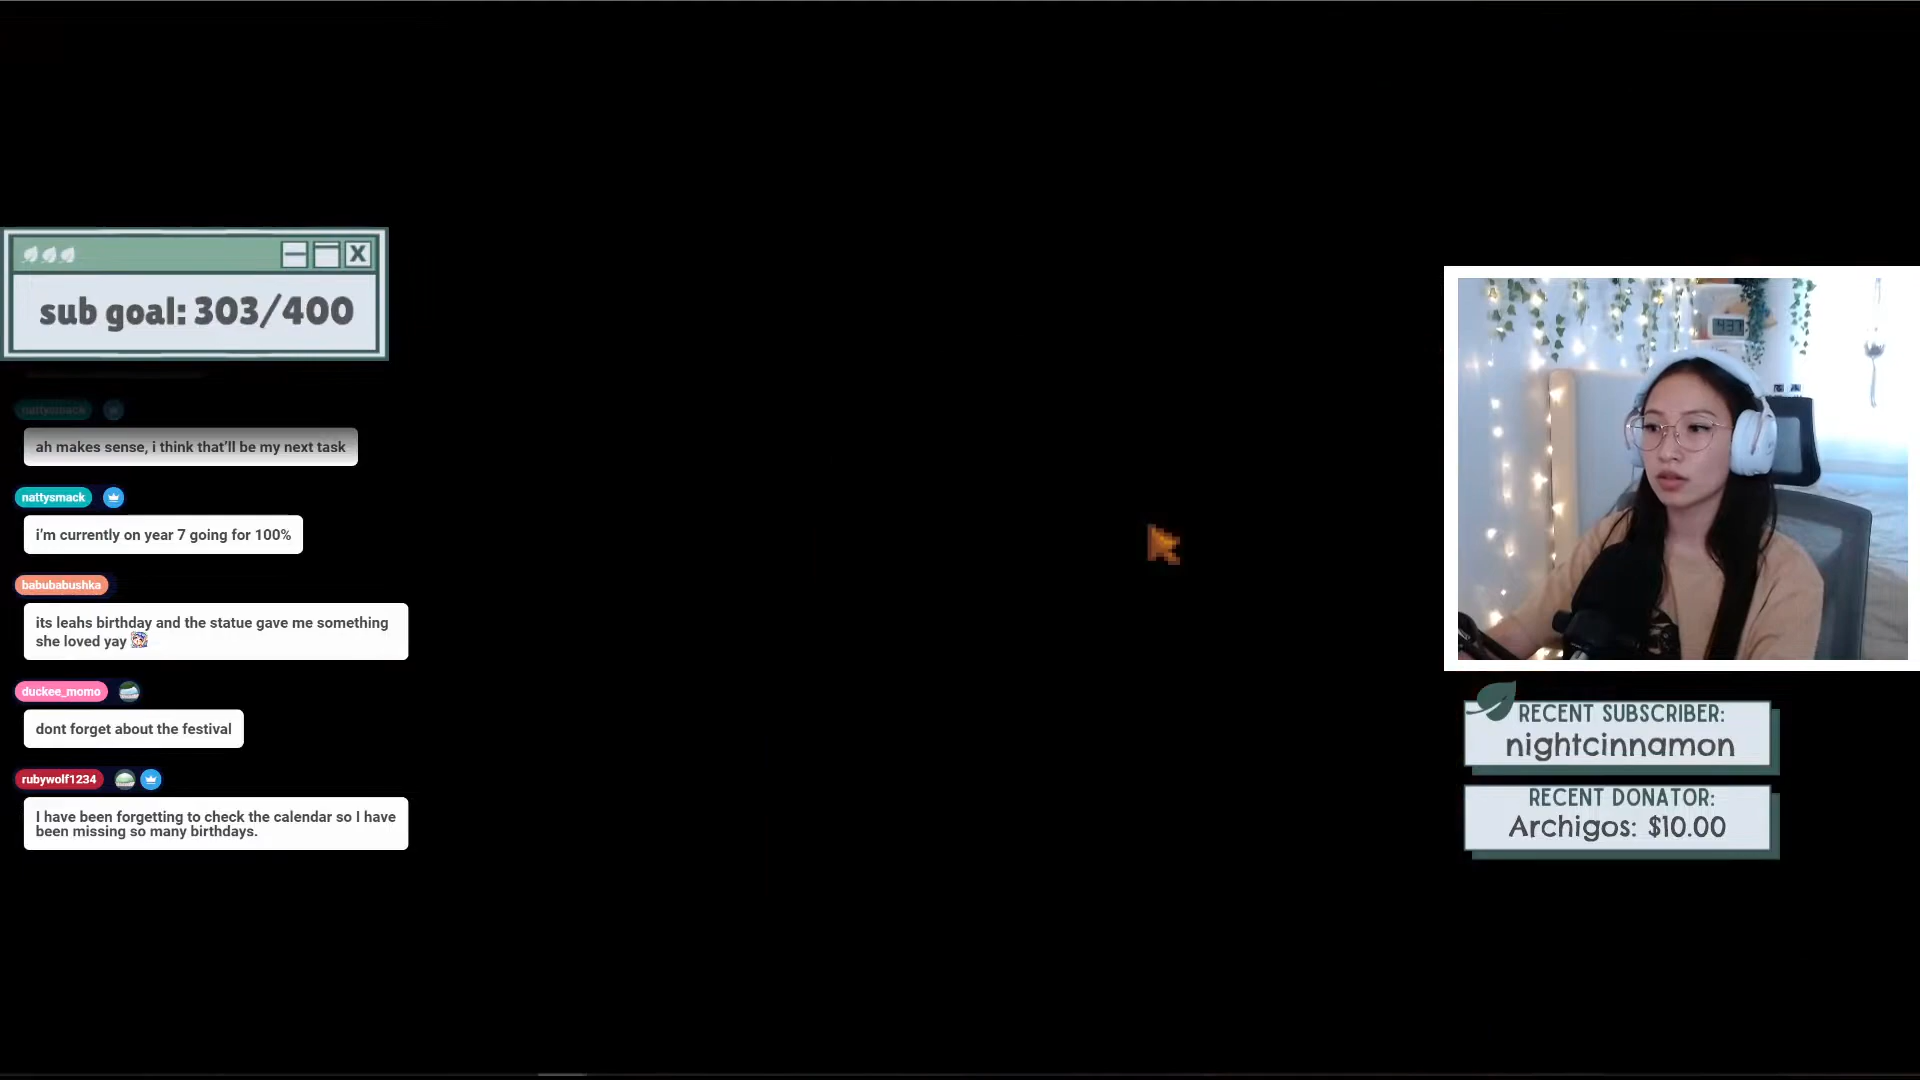 sub goal: 303/400
nattysmack
ah makes sense, i think that'll be my next task
nattysmack
i'm currently on year 7 going for 100%
babubabushka
its leahs birthday and the statue gave me something
she loved yay
duckee_momo
dont forget about the festival
rubywolf1234
I have been forgetting to check the calendar so I have
been missing so many birthdays.
4:37
RECENT SUBSCRIBER:
nightcinnamon
RECENT DONATOR:
Archigos: $10.00